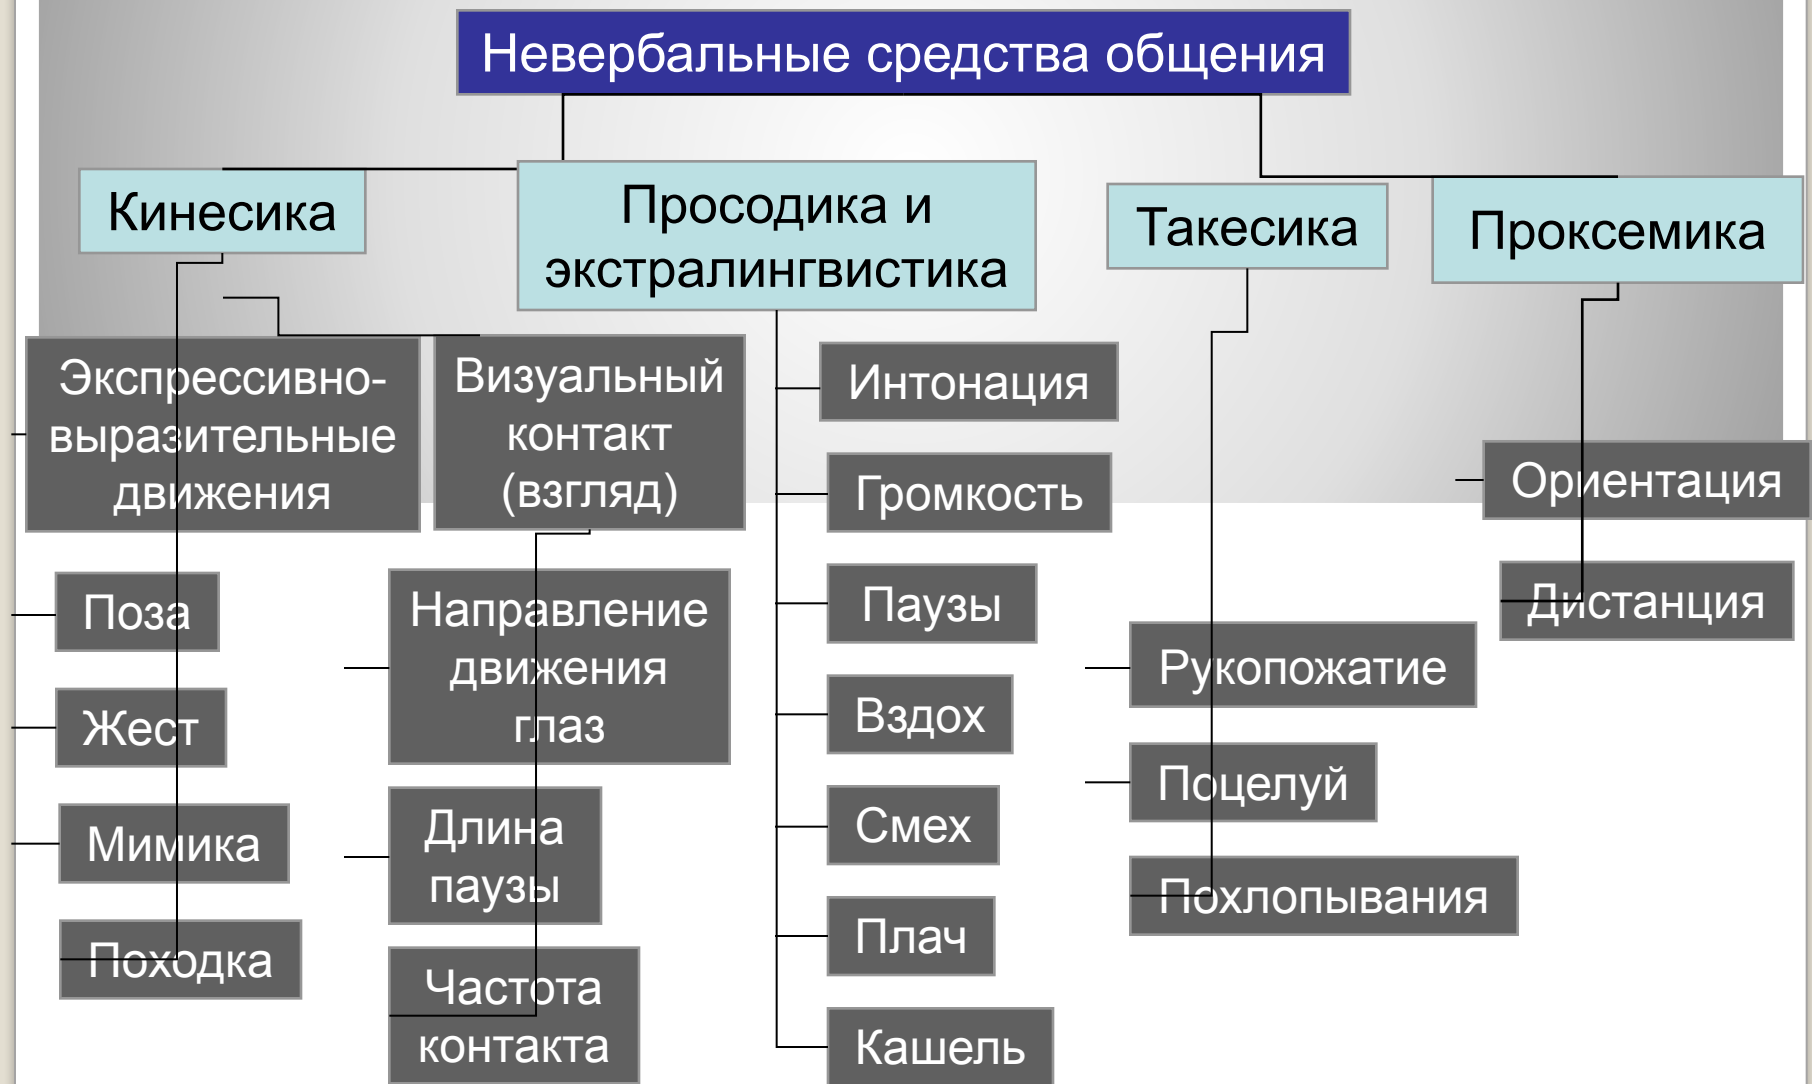 Невербальные средства общения
Кинесика
Просодика и
экстралингвистика
Такесика
Проксемика
Экспрессивно-
выразительные
движения
Поза
Жест
Мимика
Походка
Визуальный
контакт
(взгляд)
Направление
движения
глаз
Длина
паузы
Частота
контакта
Интонация
Громкость
Паузы
Вздох
Смех
Плач
Кашель
Рукопожатие
Поцелуй
Похлопывания
Ориентация
Дистанция